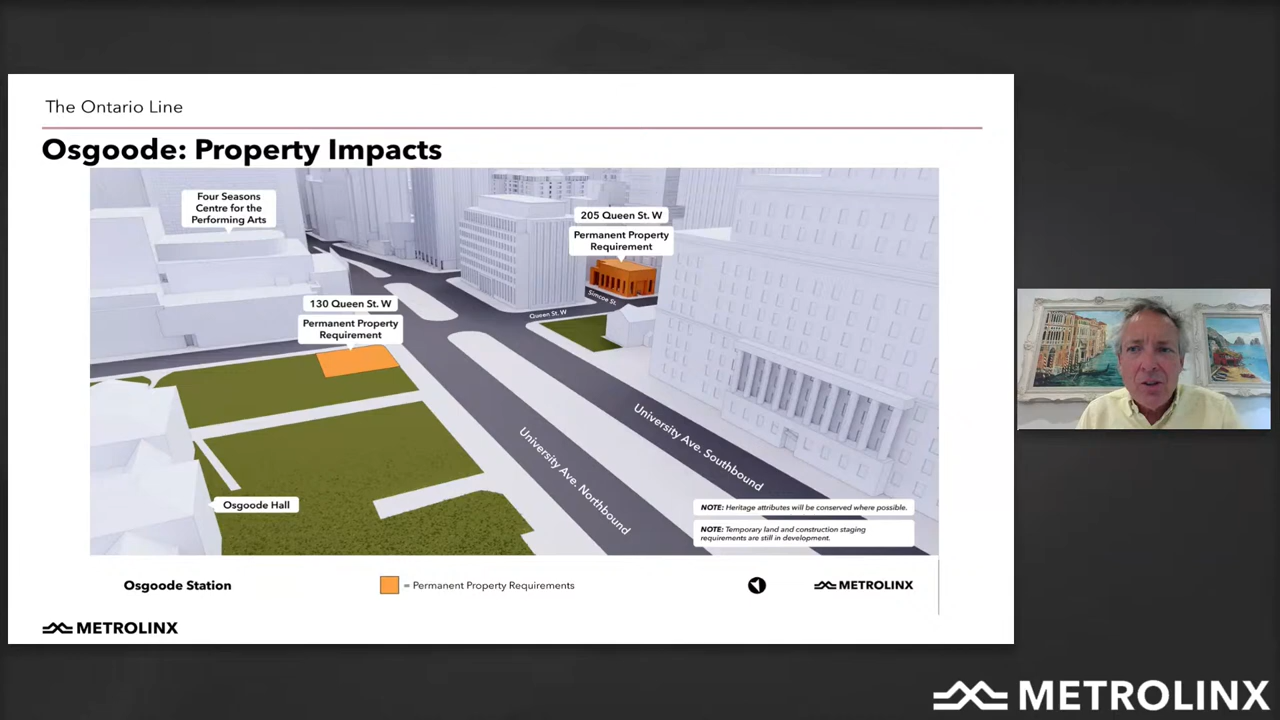 The Ontario Line
Osgoode: Property Impacts
Four Seasons
Centre for the
Performing Arts
205 Queen St. W
Permanent Property
Requirement
130 Queen St. W
Permanent Property
Requirement
Simcoe St.
Queen St. W
University Ave. Southbound
University Ave. Northbound
Osgoode Hall
NOTE: Heritage attributes will be conserved where possible.
NOTE: Temporary land and construction staging
requirements are still in development.
Osgoode Station
= Permanent Property Requirements
METROLINX
METROLINX
METROLINX